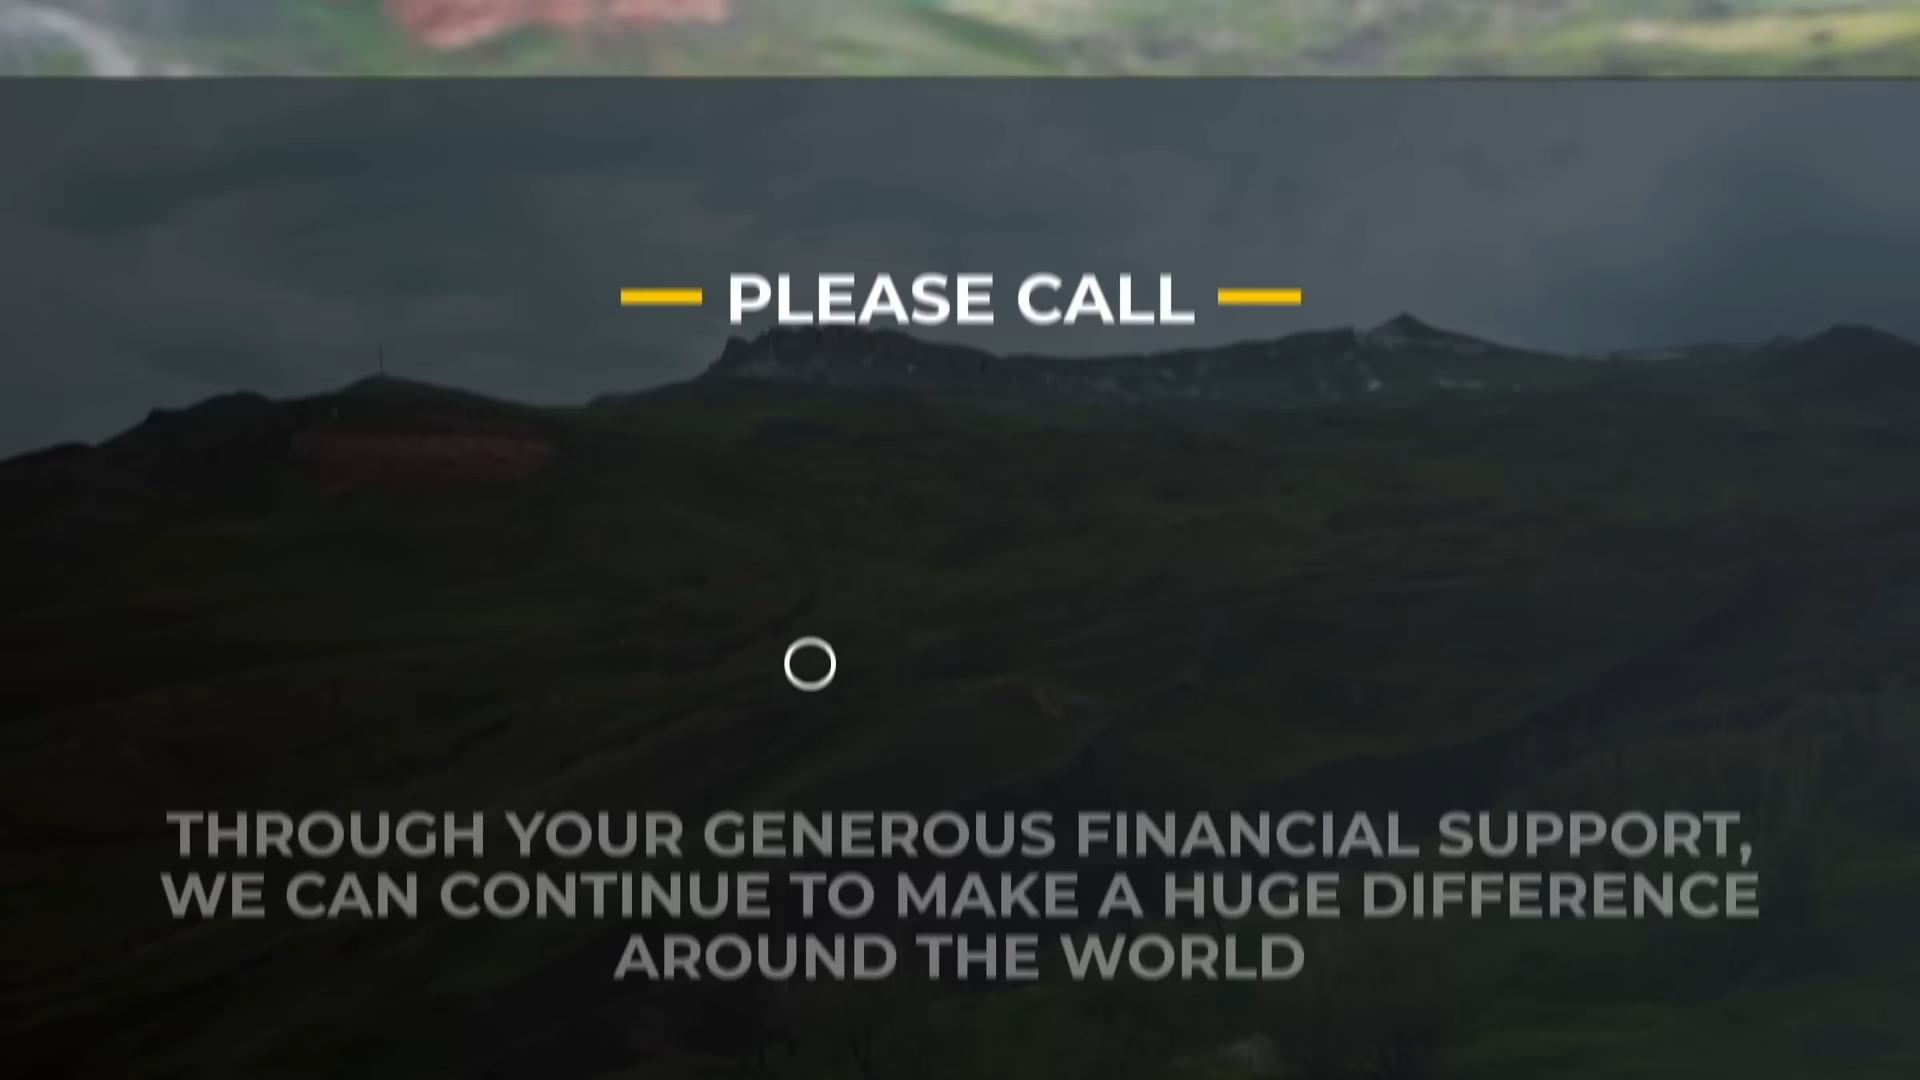 PLEASE CALL
THROUGH YOUR GENEROUS FINANCIAL SUPPORT,
WE CAN CONTINUE TO MAKE A HUGE DIFFERENCE
AROUND THE WORLD